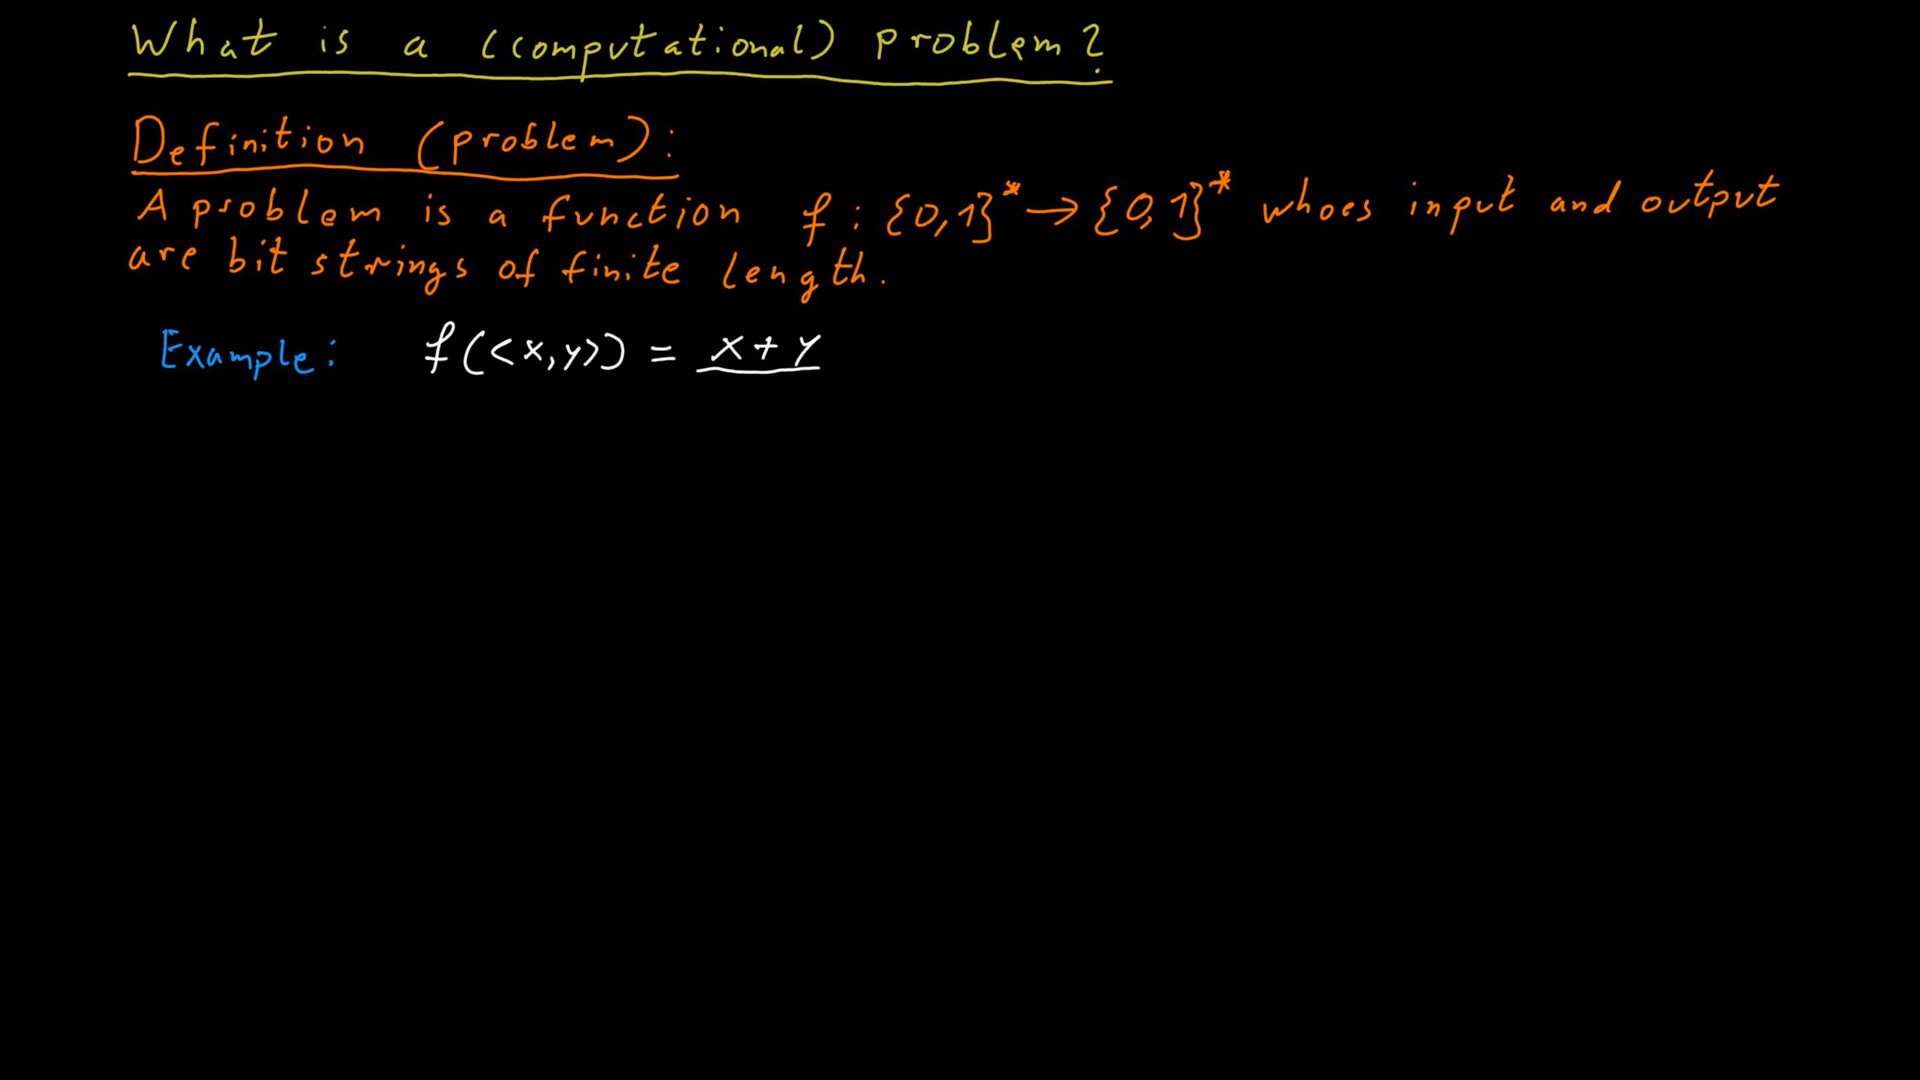 What is a (computational) problem?
Definition (problem):
A problem is a function f : {0,1}* → {0,1}* whoes input and output
are bit strings of finite length.
Example: f(<x,y>) = x+y